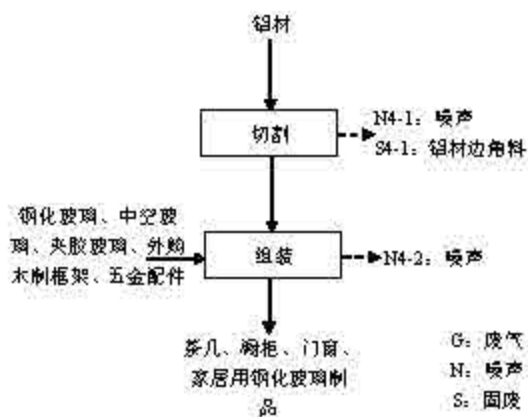 铝材
切割
N4-1：噪声
S4-1：铝材边角料
钢化玻璃、中空玻
璃、夹胶玻璃、外购
木制框架、五金配件
组装
N4-2：噪声
茶几、橱柜、门窗、
家居用钢化玻璃制
品
G：废气
N：噪声
S：固废